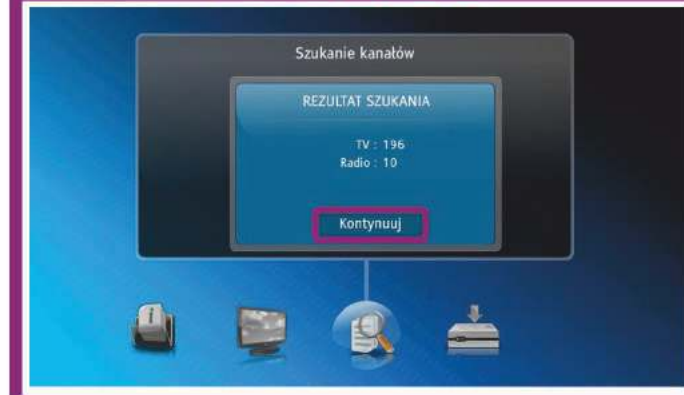 Szukanie kanałów
REZULTAT SZUKANIA
TV : 196
Radio : 10
Kontynuuj